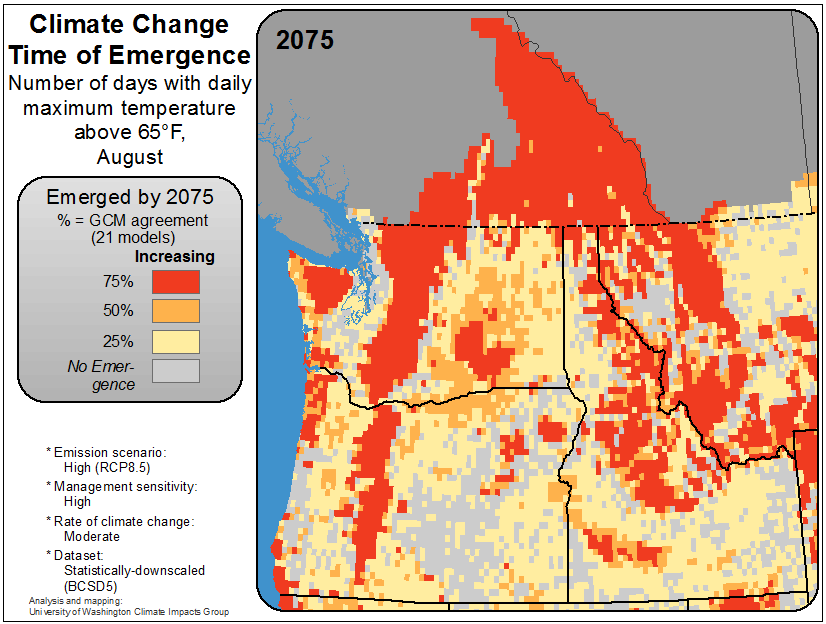 Climate Change
Time of Emergence
Number of days with daily
maximum temperature
above 65°F,
August
2075
Emerged by 2075
% = GCM agreement
(21 models)
Increasing
75%
50%
25%
No Emer-
gence
* Emission scenario:
High (RCP8.5)
* Management sensitivity:
High
* Rate of climate change:
Moderate
* Dataset:
Statistically-downscaled
(BCSD5)
Analysis and mapping:
University of Washington Climate Impacts Group